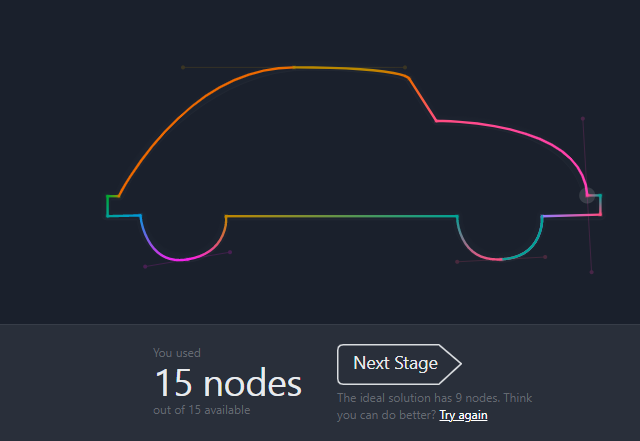 You used
15 nodes
out of 15 available
Next Stage
The ideal solution has 9 nodes. Think
you can do better? Try again